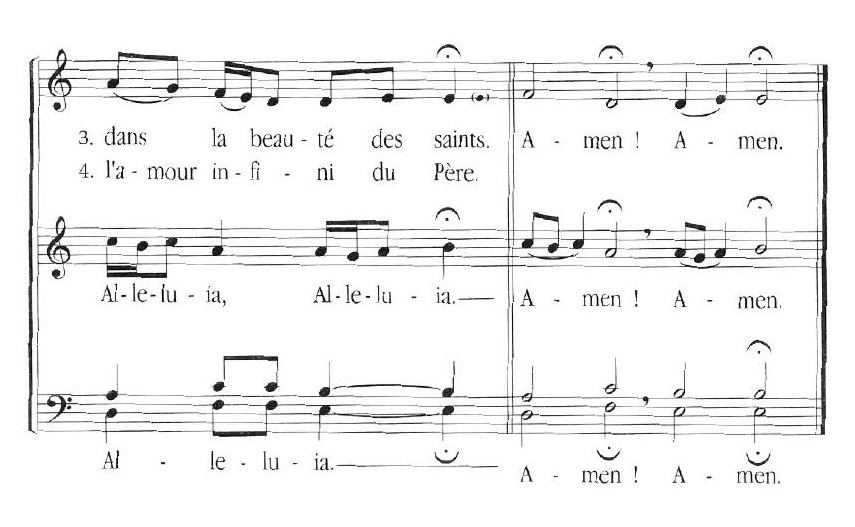 3. dans la beau - té des saints. A - men ! A - men.
4. l'a - mour in - fi - ni du Père.
Al - le - lu - ía, Al - le - lu - ia. A - men ! A - men.
Al - le - lu - ia.
A - men ! A - men.